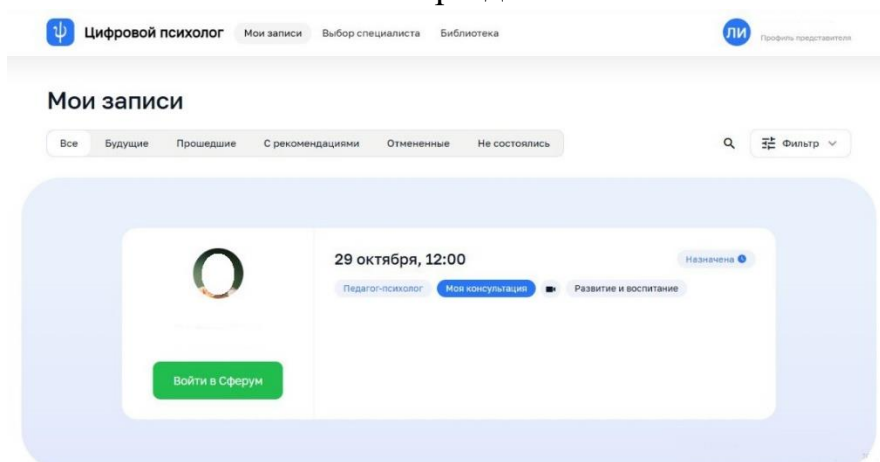 Цифровой психолог Мои записи Выбор специалиста Библиотека ЛИ Профиль представителя
Мои записи
Все Будущие Прошедшие С рекомендациями Отмененные Не состоялись Фильтр
29 октября, 12:00 Назначена
Педагог-психолог Моя консультация Развитие и воспитание
Войти в Сферум